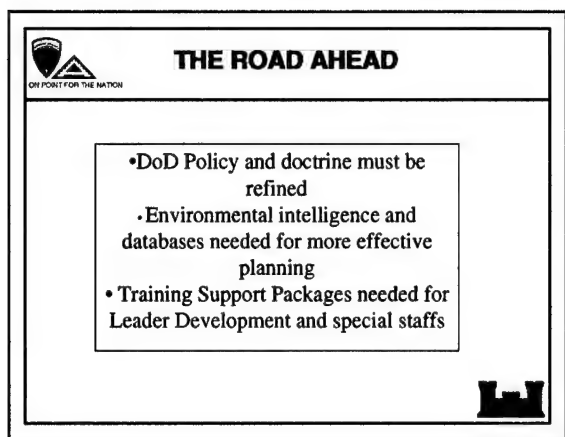 THE ROAD AHEAD
ON POINT FOR THE NATION
•DoD Policy and doctrine must be
refined
•Environmental intelligence and
databases needed for more effective
planning
• Training Support Packages needed for
Leader Development and special staffs